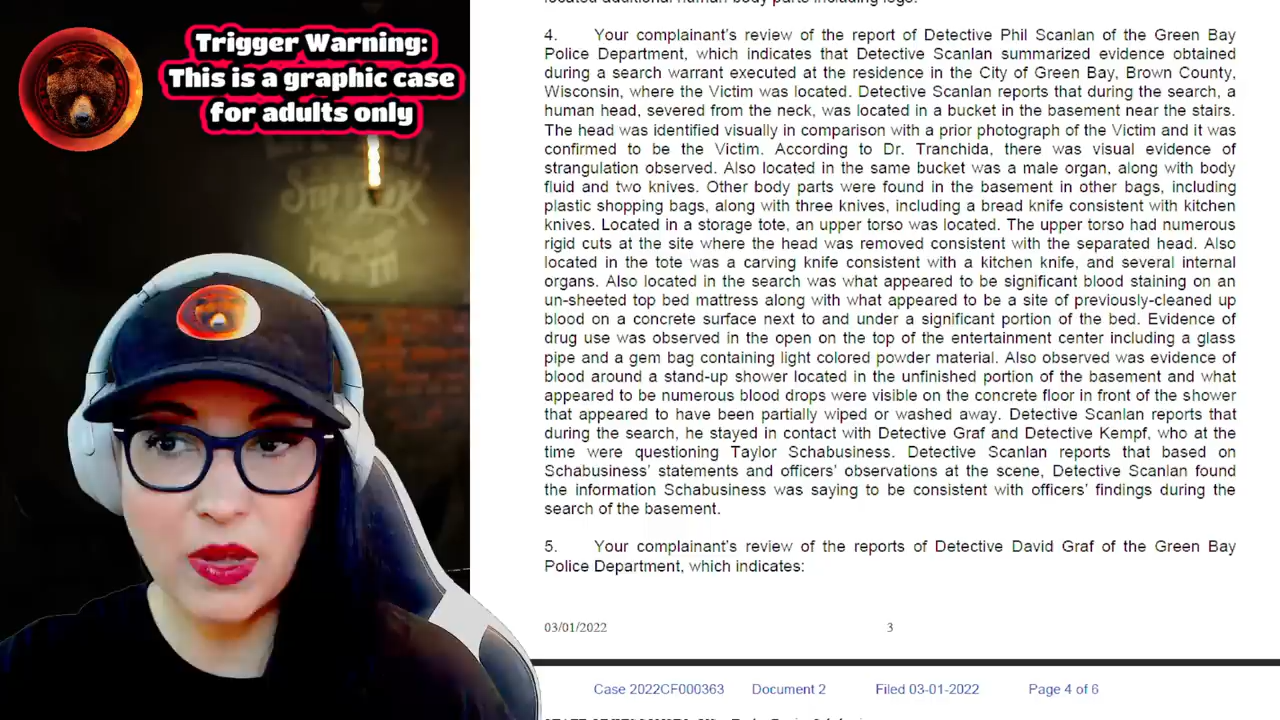 Trigger Warning:
This is a graphic case
for adults only
4. Your complainant's review of the report of Detective Phil Scanlan of the Green Bay
Police Department, which indicates that Detective Scanlan summarized evidence obtained
during a search warrant executed at the residence in the City of Green Bay, Brown County,
Wisconsin, where the Victim was located. Detective Scanlan reports that during the search, a
human head, severed from the neck, was located in a bucket in the basement near the stairs.
The head was identified visually in comparison with a prior photograph of the Victim and it was
confirmed to be the Victim. According to Dr. Tranchida, there was visual evidence of
strangulation observed. Also located in the same bucket was a male organ, along with body
fluid and two knives. Other body parts were found in the basement in other bags, including
plastic shopping bags, along with three knives, including a bread knife consistent with kitchen
knives. Located in a storage tote, an upper torso was located. The upper torso had numerous
rigid cuts at the site where the head was removed consistent with the separated head. Also
located in the tote was a carving knife consistent with a kitchen knife, and several internal
organs. Also located in the search was what appeared to be significant blood staining on an
un-sheeted top bed mattress along with what appeared to be a site of previously-cleaned up
blood on a concrete surface next to and under a significant portion of the bed. Evidence of
drug use was observed in the open on the top of the entertainment center including a glass
pipe and a gem bag containing light colored powder material. Also observed was evidence of
blood around a stand-up shower located in the unfinished portion of the basement and what
appeared to be numerous blood drops were visible on the concrete floor in front of the shower
that appeared to have been partially wiped or washed away. Detective Scanlan reports that
during the search, he stayed in contact with Detective Graf and Detective Kempf, who at the
time were questioning Taylor Schabusiness. Detective Scanlan reports that based on
Schabusiness' statements and officers' observations at the scene, Detective Scanlan found
the information Schabusiness was saying to be consistent with officers' findings during the
search of the basement.
5. Your complainant's review of the reports of Detective David Graf of the Green Bay
Police Department, which indicates:
03/01/2022 3
Case 2022CF000363 Document 2 Filed 03-01-2022 Page 4 of 6